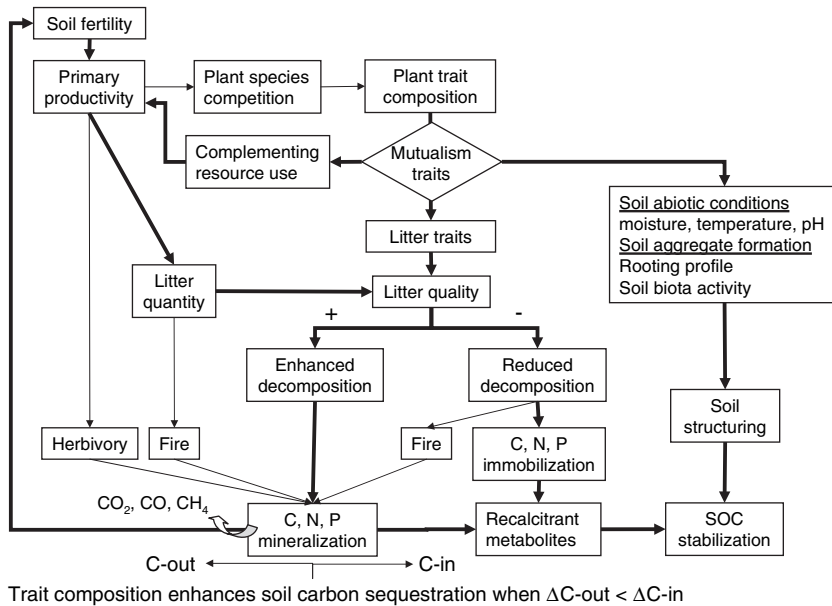 Soil fertility
Primary
productivity
Plant species
competition
Plant trait
composition
Complementing
resource use
Mutualism
traits
Soil abiotic conditions
moisture, temperature, pH
Soil aggregate formation
Rooting profile
Soil biota activity
Litter traits
Litter
quantity
Litter quality
+
-
Enhanced
decomposition
Reduced
decomposition
Soil
structuring
Herbivory
Fire
Fire
C, N, P
immobilization
CO₂, CO, CH₄
C, N, P
mineralization
Recalcitrant
metabolites
SOC
stabilization
C-out
C-in
Trait composition enhances soil carbon sequestration when ΔC-out < ΔC-in